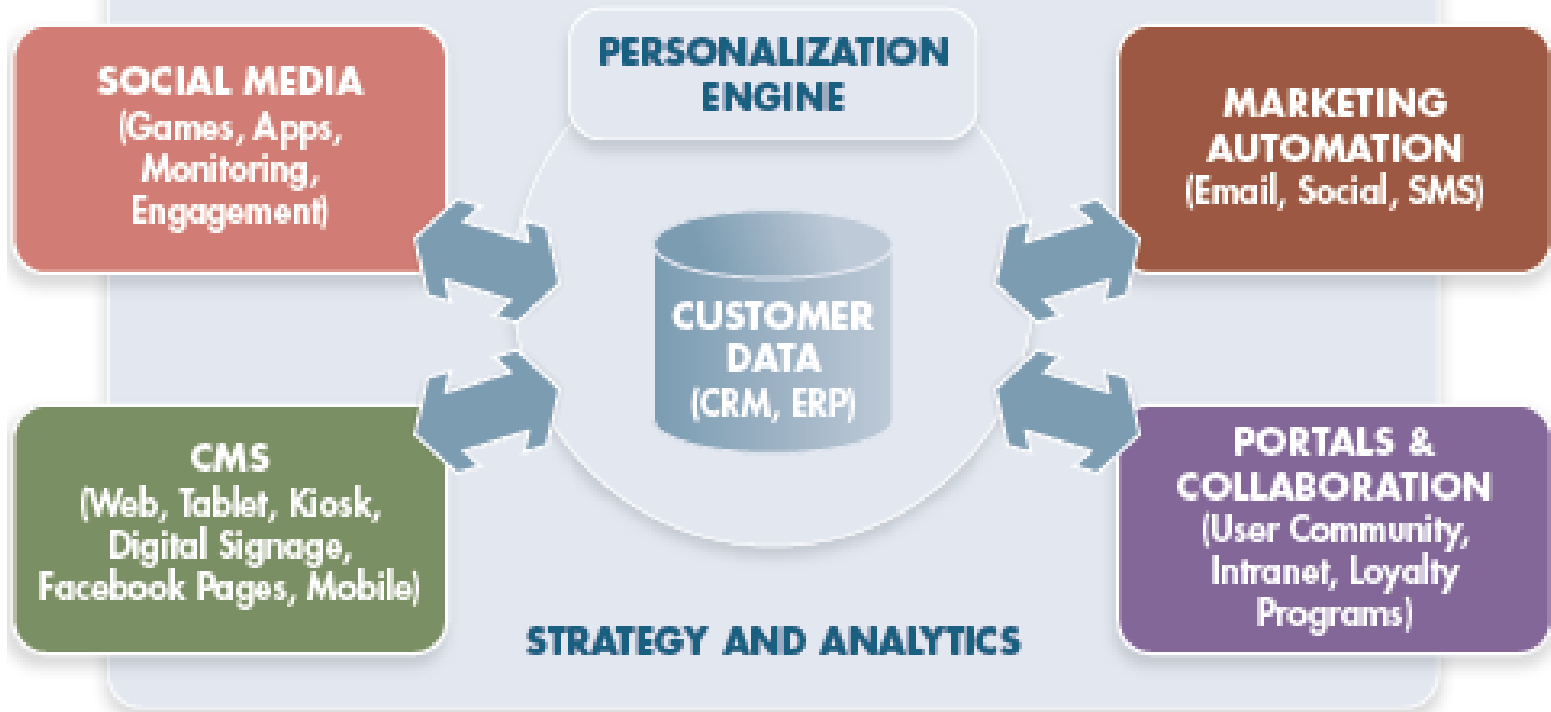 SOCIAL MEDIA
(Games, Apps,
Monitoring,
Engagement)
PERSONALIZATION
ENGINE
MARKETING
AUTOMATION
(Email, Social, SMS)
CUSTOMER
DATA
(CRM, ERP)
CMS
(Web, Tablet, Kiosk,
Digital Signage,
Facebook Pages, Mobile)
PORTALS &
COLLABORATION
(User Community,
Intranet, Loyalty
Programs)
STRATEGY AND ANALYTICS